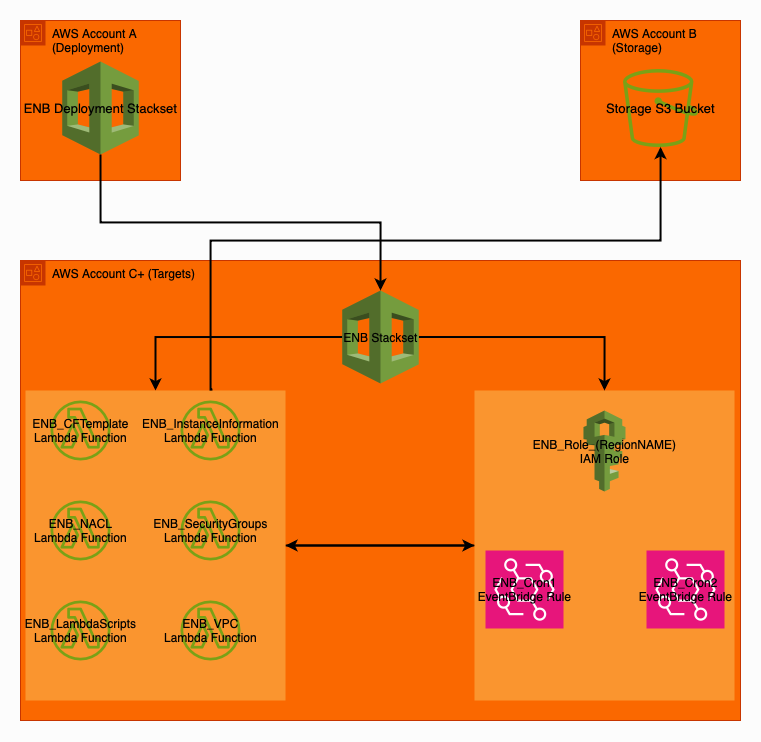 AWS Account A
(Deployment)
ENB Deployment Stackset
AWS Account B
(Storage)
Storage S3 Bucket
AWS Account C+ (Targets)
ENB Stackset
ENB_CFTemplate
Lambda Function
ENB_InstanceInformation
Lambda Function
ENB_NACL
Lambda Function
ENB_SecurityGroups
Lambda Function
ENB_LambdaScripts
Lambda Function
ENB_VPC
Lambda Function
ENB_Role_(RegionNAME)
IAM Role
ENB_Cron1
EventBridge Rule
ENB_Cron2
EventBridge Rule